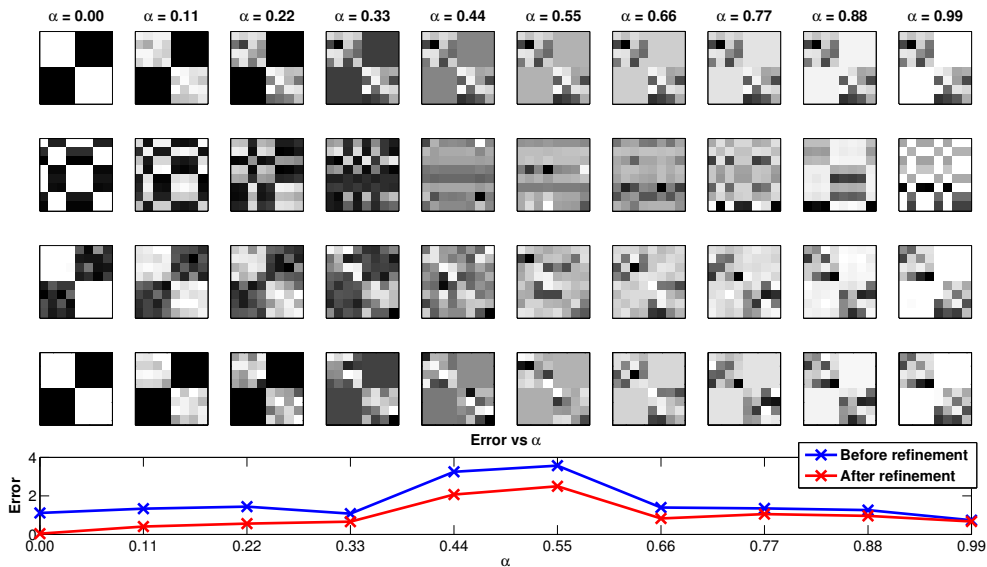 α = 0.00 α = 0.11 α = 0.22 α = 0.33 α = 0.44 α = 0.55 α = 0.66 α = 0.77 α = 0.88 α = 0.99
Error vs α
Error
4
2
0
Before refinement
After refinement
0.00 0.11 0.22 0.33 0.44 0.55 0.66 0.77 0.88 0.99
α